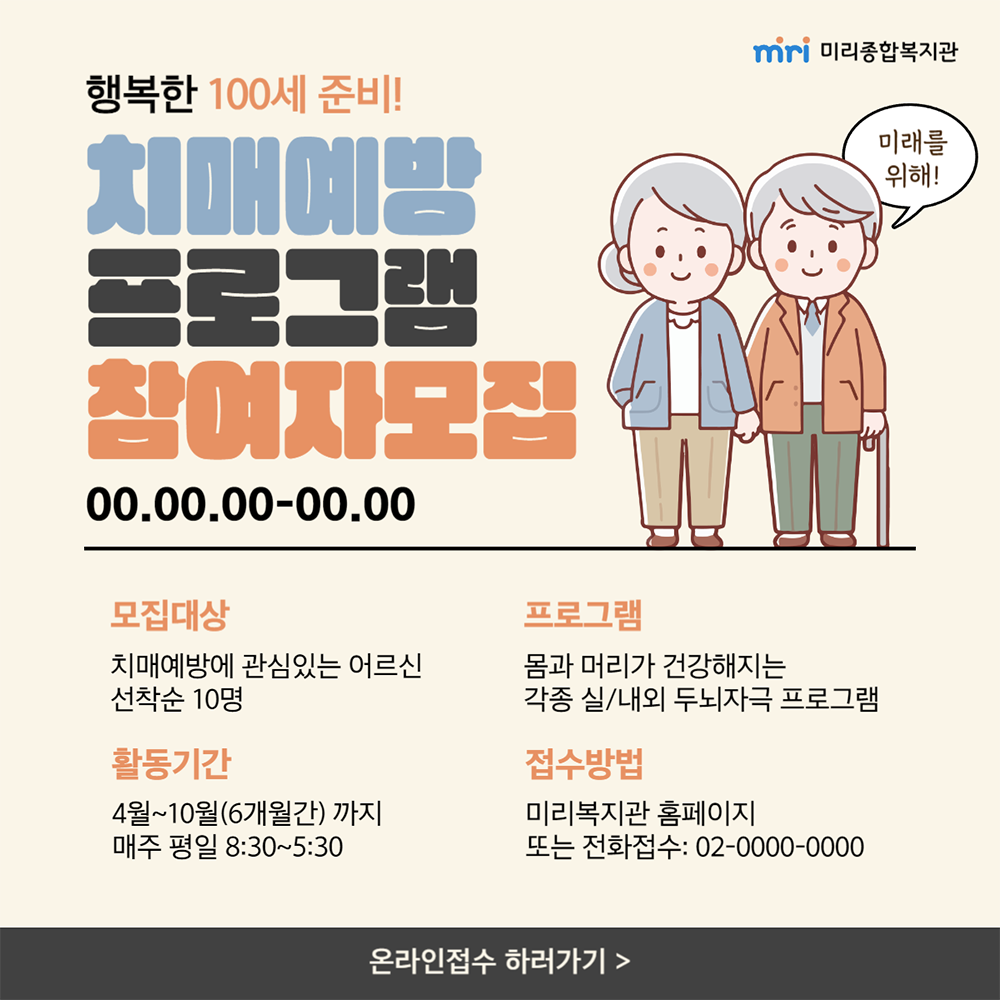 miri 미리종합복지관
행복한 100세 준비!
치매예방
프로그램
참여자모집
00.00.00-00.00
미래를
위해!
모집대상
치매예방에 관심있는 어르신
선착순 10명
프로그램
몸과 머리가 건강해지는
각종 실/내외 두뇌자극 프로그램
활동기간
4월~10월(6개월간) 까지
매주 평일 8:30~5:30
접수방법
미리복지관 홈페이지
또는 전화접수: 02-0000-0000
온라인접수 하러가기 >